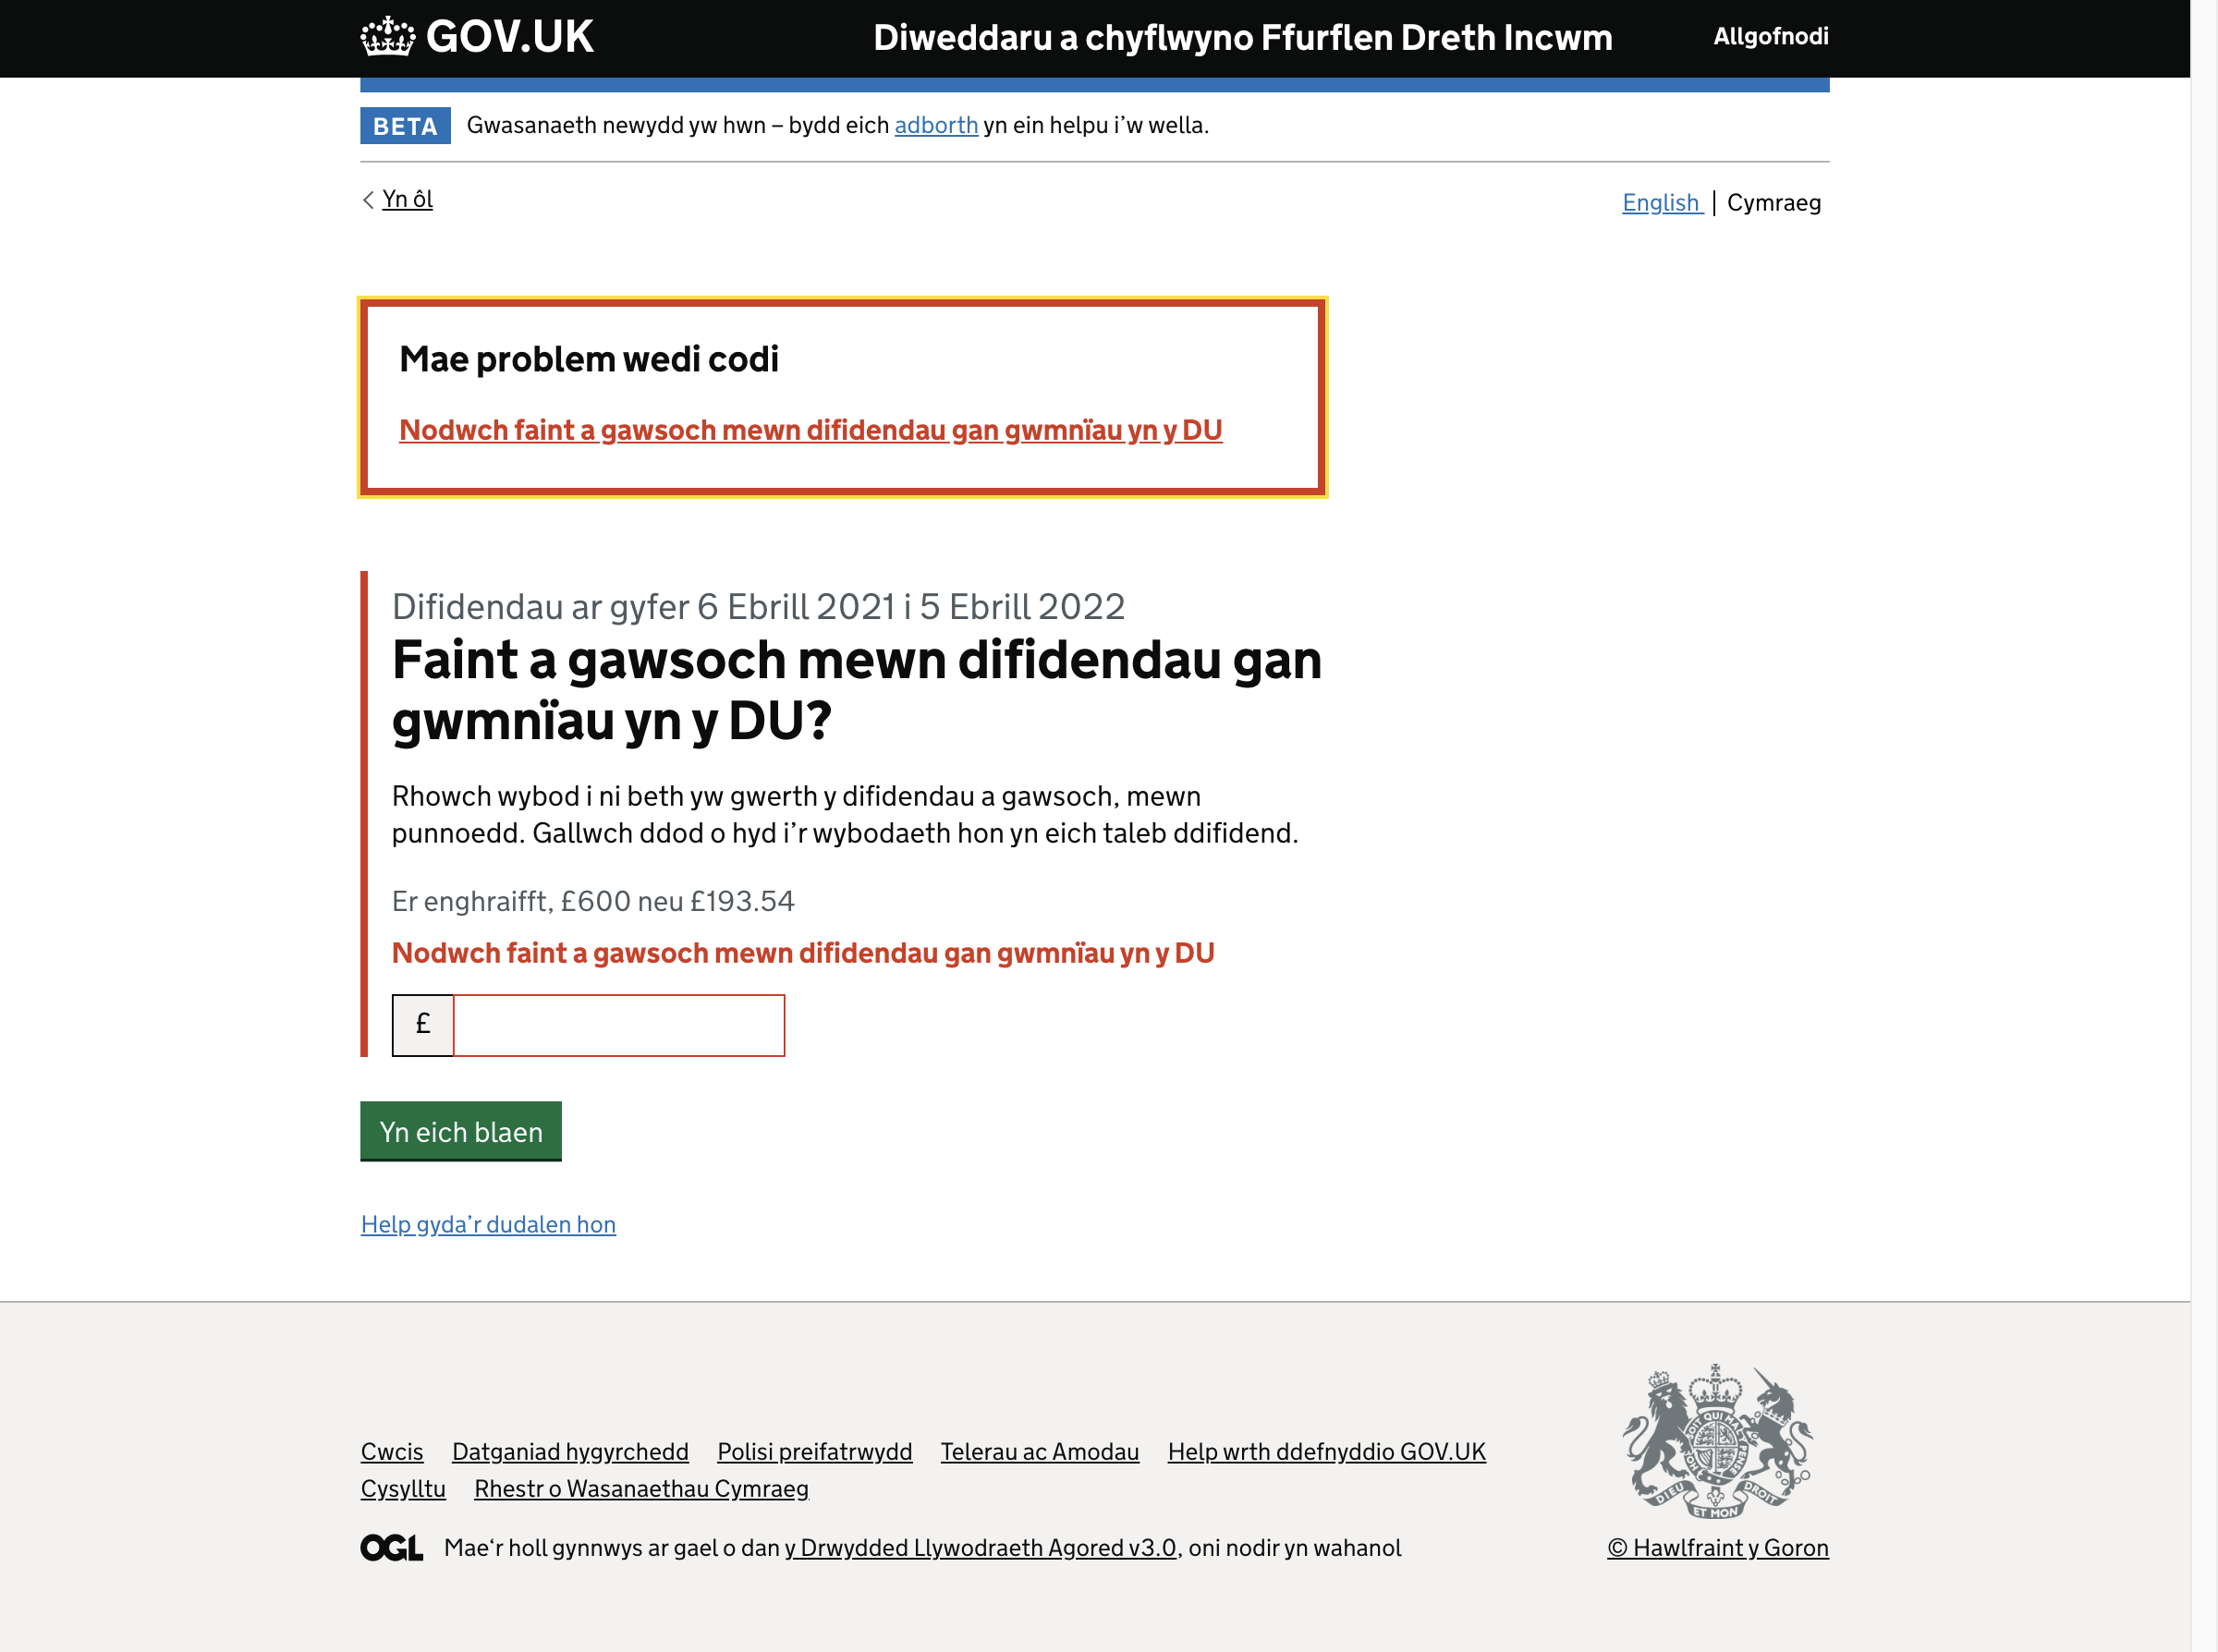 GOV.UK
Diweddaru a chyflwyno Ffurflen Dreth Incwm
Allgofnodi
BETA
Gwasanaeth newydd yw hwn – bydd eich adborth yn ein helpu i’w wella.
Yn ôl
English | Cymraeg
Mae problem wedi codi
Nodwch faint a gawsoch mewn difidendau gan gwmnïau yn y DU
Difidendau ar gyfer 6 Ebrill 2021 i 5 Ebrill 2022
Faint a gawsoch mewn difidendau gan
gwmnïau yn y DU?
Rhowch wybod i ni beth yw gwerth y difidendau a gawsoch, mewn
punnoedd. Gallwch ddod o hyd i’r wybodaeth hon yn eich taleb ddifidend.
Er enghraifft, £600 neu £193.54
Nodwch faint a gawsoch mewn difidendau gan gwmnïau yn y DU
£
Yn eich blaen
Help gyda’r dudalen hon
Cwcis Datganiad hygyrchedd Polisi preifatrwydd Telerau ac Amodau Help wrth ddefnyddio GOV.UK
Cysylltu Rhestr o Wasanaethau Cymraeg
OGL Mae‘r holl gynnwys ar gael o dan y Drwydded Llywodraeth Agored v3.0, oni nodir yn wahanol
DIEU ET MON DROIT
© Hawlfraint y Goron